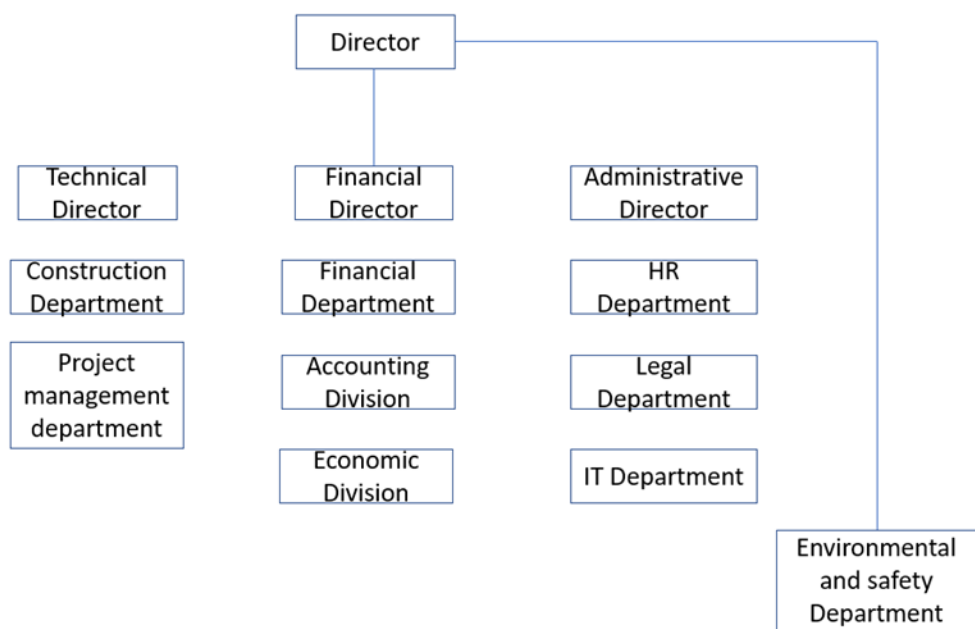 Director
Technical
Director
Financial
Director
Administrative
Director
Construction
Department
Financial
Department
HR
Department
Project
management
department
Accounting
Division
Legal
Department
Economic
Division
IT Department
Environmental
and safety
Department